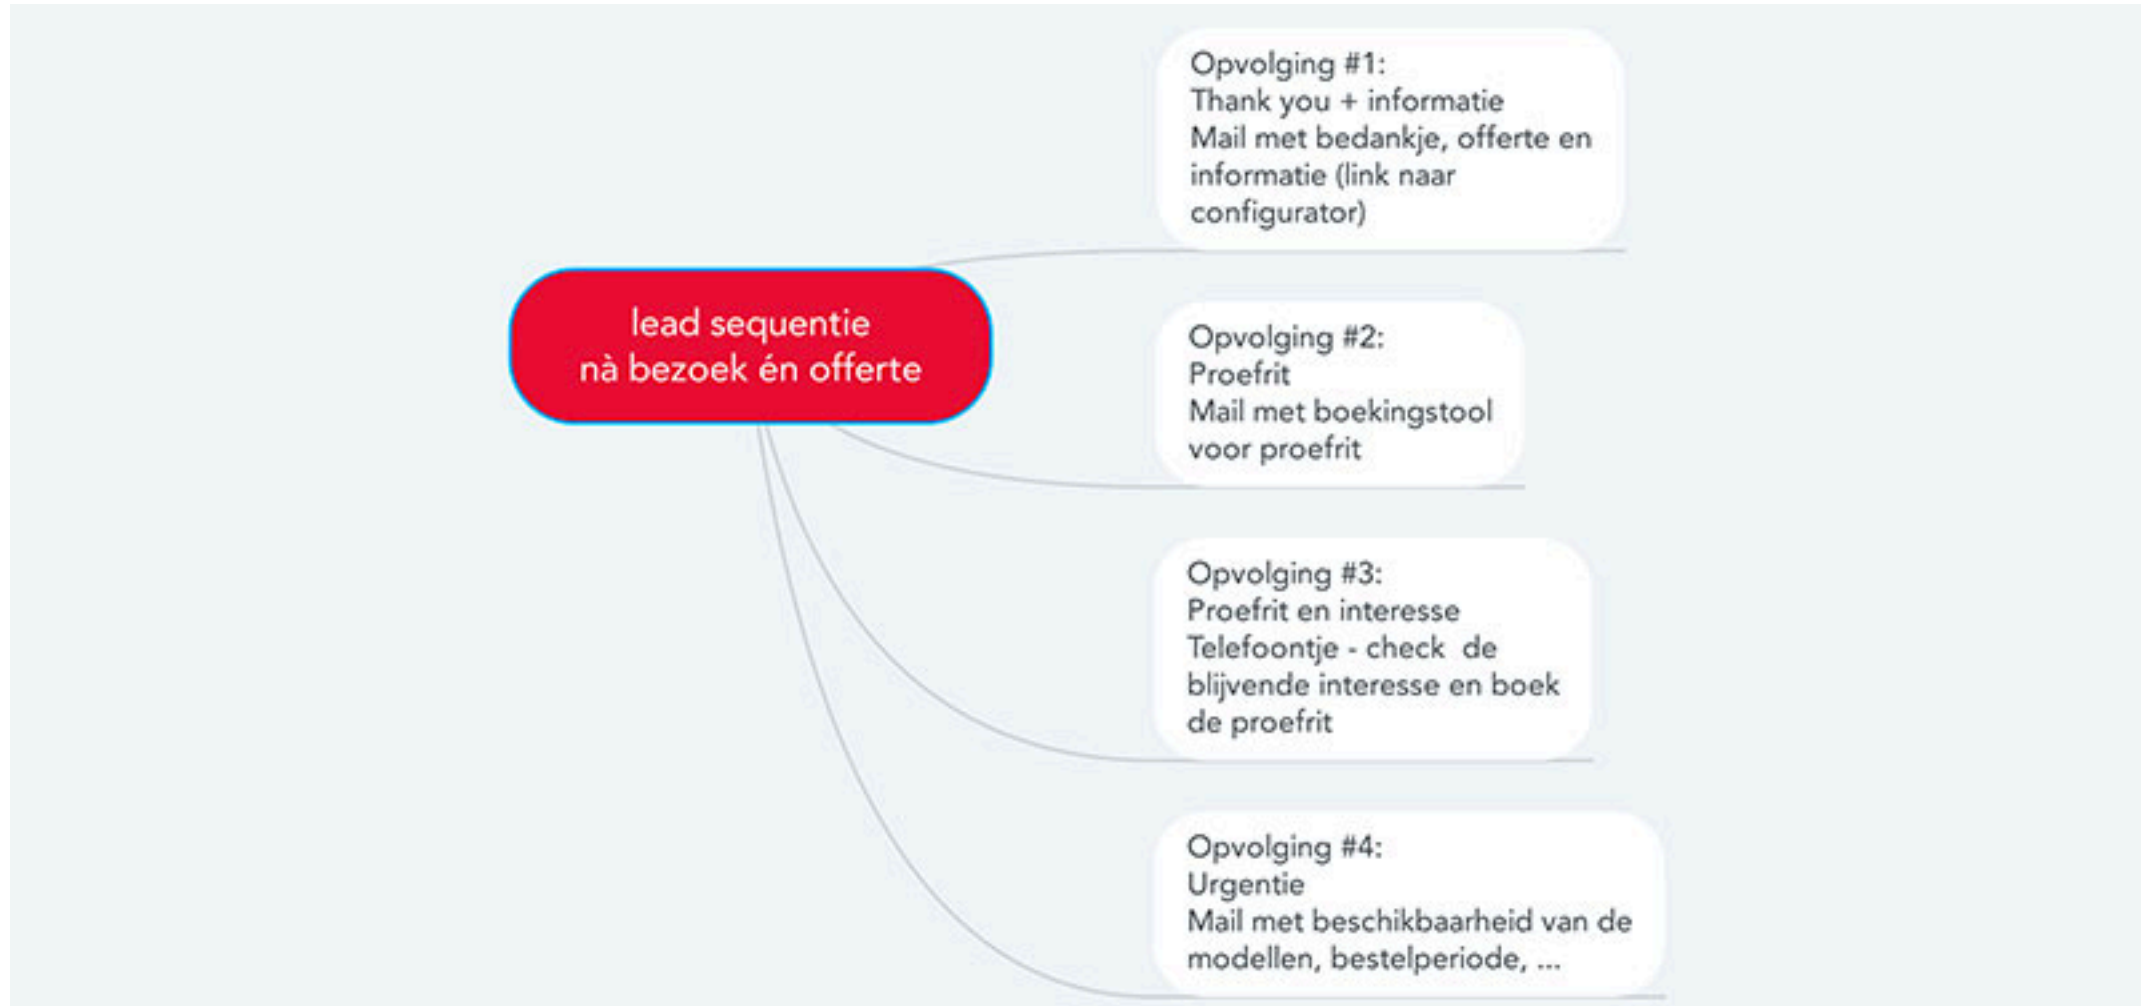 lead sequentie
nà bezoek én offerte
Opvolging #1:
Thank you + informatie
Mail met bedankje, offerte en
informatie (link naar
configurator)
Opvolging #2:
Proefrit
Mail met boekingstool
voor proefrit
Opvolging #3:
Proefrit en interesse
Telefoontje - check  de
blijvende interesse en boek
de proefrit
Opvolging #4:
Urgentie
Mail met beschikbaarheid van de
modellen, bestelperiode, ...